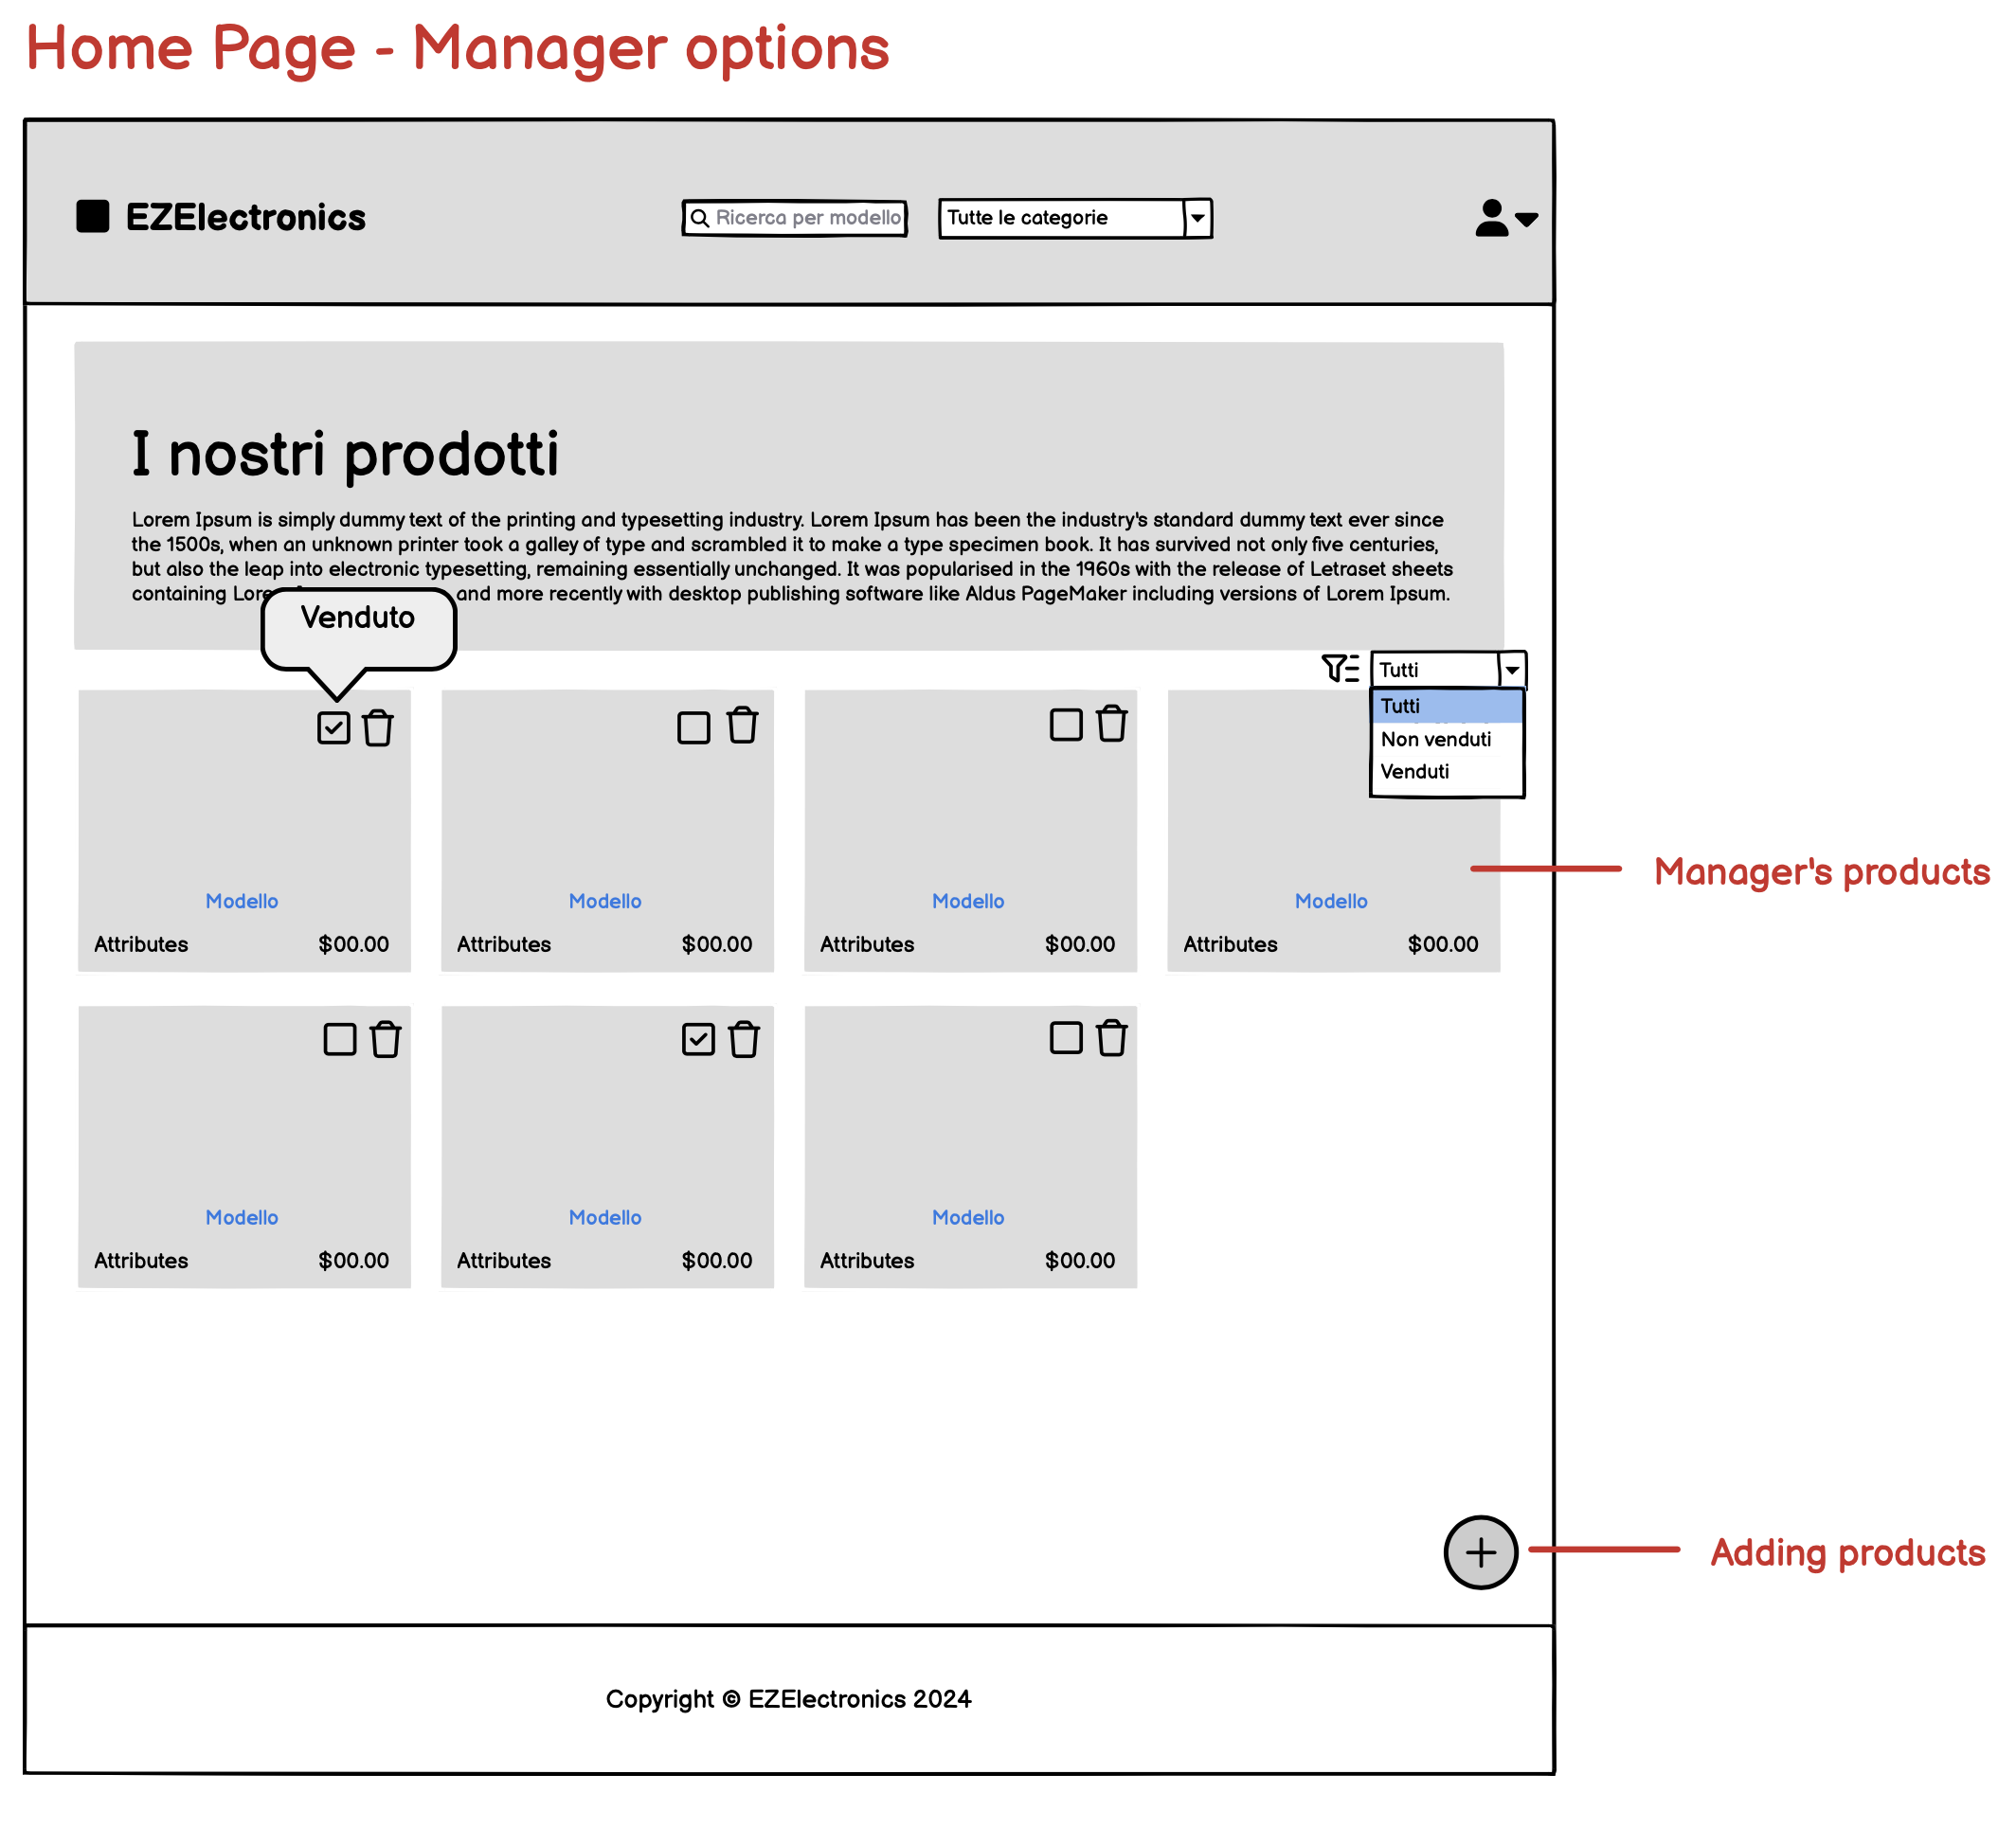 Home Page - Manager options
EZElectronics
Ricerca per modello
Tutte le categorie
I nostri prodotti
Lorem Ipsum is simply dummy text of the printing and typesetting industry. Lorem Ipsum has been the industry's standard dummy text ever since
the 1500s, when an unknown printer took a galley of type and scrambled it to make a type specimen book. It has survived not only five centuries,
but also the leap into electronic typesetting, remaining essentially unchanged. It was popularised in the 1960s with the release of Letraset sheets
containing and more recently with desktop publishing software like Aldus PageMaker including versions of Lorem Ipsum.
Venduto
Tutti
Tutti
Non venduti
Venduti
Modello
Attributes $00.00
Modello
Attributes $00.00
Modello
Attributes $00.00
Modello
Attributes $00.00
Manager's products
Modello
Attributes $00.00
Modello
Attributes $00.00
Modello
Attributes $00.00
Adding products
Copyright © EZElectronics 2024